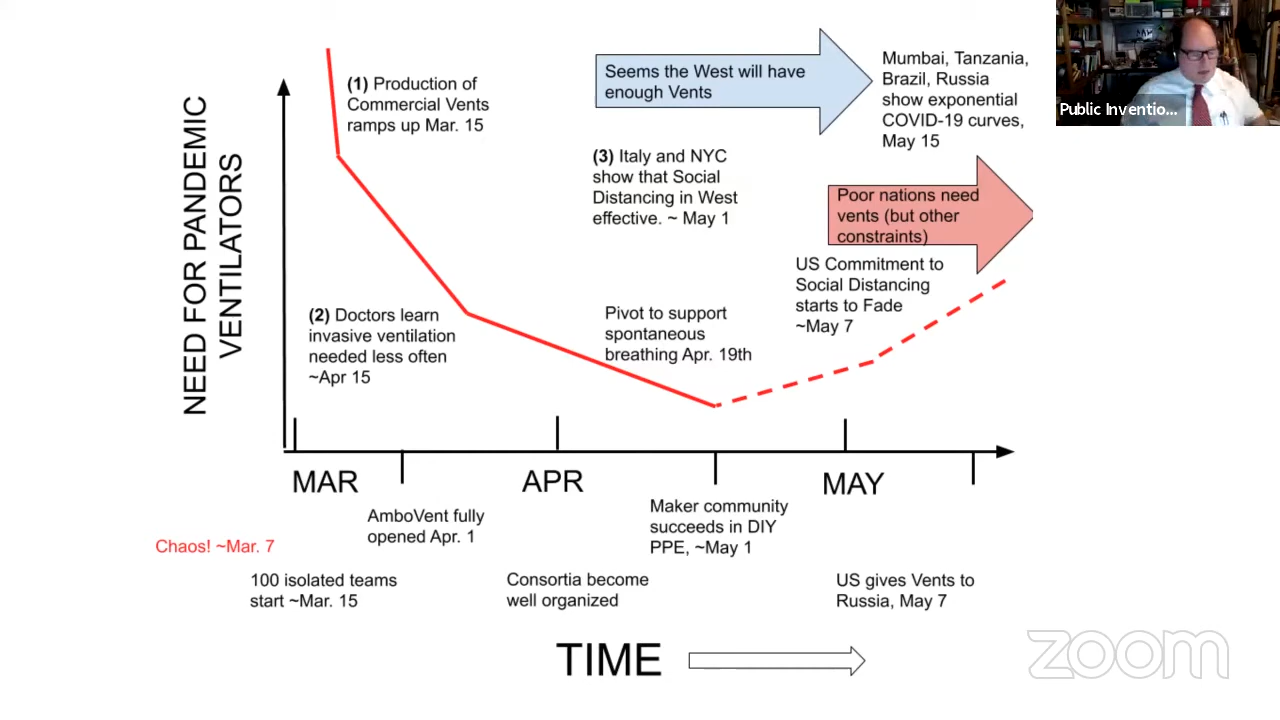 NEED FOR PANDEMIC
VENTILATORS
(1) Production of
Commercial Vents
ramps up Mar. 15
Seems the West will have
enough Vents
Mumbai, Tanzania,
Brazil, Russia
show exponential
COVID-19 curves,
May 15
Public Inventio...
(3) Italy and NYC
show that Social
Distancing in West
effective. ~ May 1
Poor nations need
vents (but other
constraints)
US Commitment to
Social Distancing
starts to Fade
~May 7
(2) Doctors learn
invasive ventilation
needed less often
~Apr 15
Pivot to support
spontaneous
breathing Apr. 19th
MAR
APR
MAY
AmboVent fully
opened Apr. 1
Maker community
succeeds in DIY
PPE, ~May 1
Chaos! ~Mar. 7
100 isolated teams
start ~Mar. 15
Consortia become
well organized
US gives Vents to
Russia, May 7
TIME
zoom